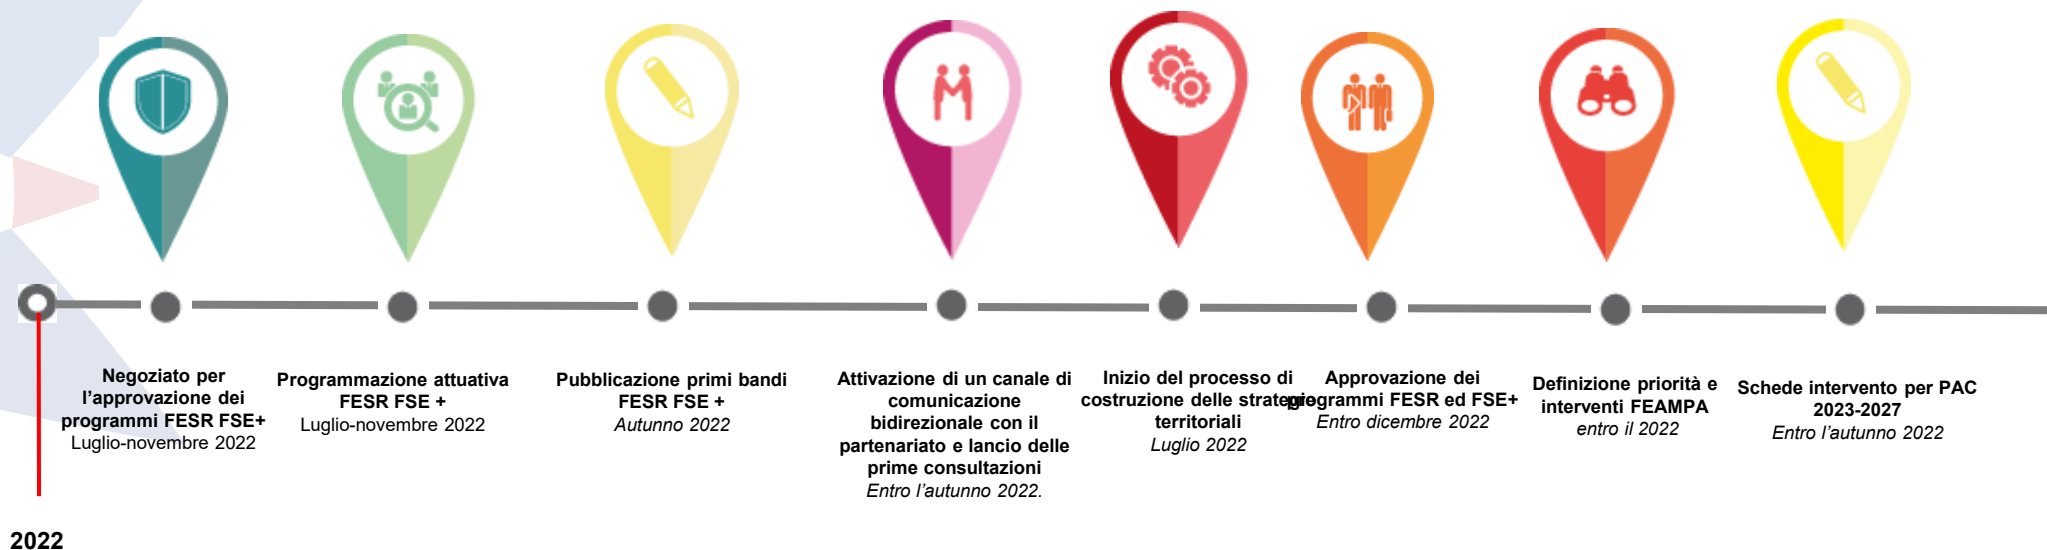 Negoziato per
l’approvazione dei
programmi FESR FSE+
Luglio-novembre 2022
Programmazione attuativa
FESR FSE +
Luglio-novembre 2022
Pubblicazione primi bandi
FESR FSE +
Autunno 2022
Attivazione di un canale di
comunicazione
bidirezionale con il
partenariato e lancio delle
prime consultazioni
Entro l’autunno 2022.
Inizio del processo di
costruzione delle strategie
territoriali
Luglio 2022
Approvazione dei
programmi FESR ed FSE+
Entro dicembre 2022
Definizione priorità e
interventi FEAMPA
entro il 2022
Schede intervento per PAC
2023-2027
Entro l’autunno 2022
2022